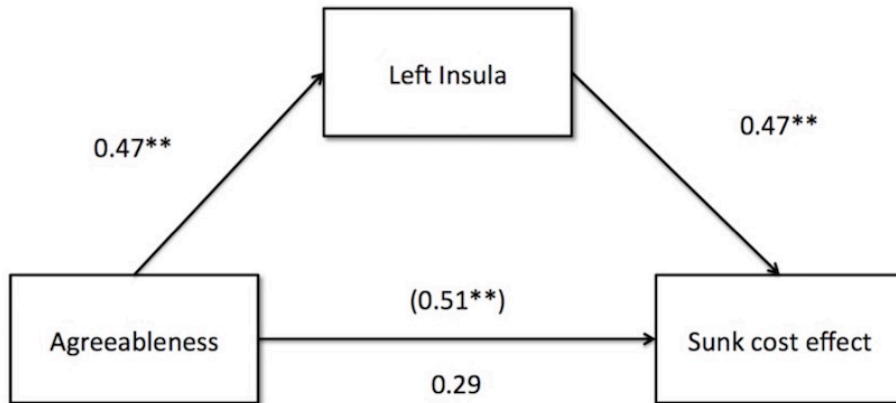 Left Insula
0.47**
0.47**
(0.51**)
Agreeableness
Sunk cost effect
0.29